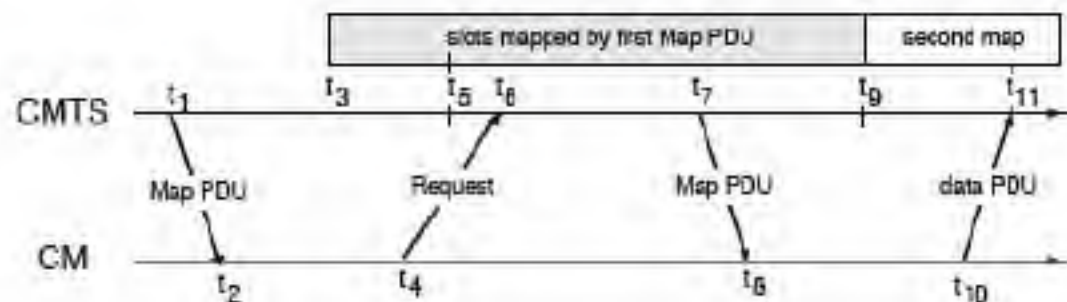 slots mapped by first Map PDU second map
t1 t3 t5 t6 t7 t9 t11
CMTS
Map PDU Request Map PDU data PDU
CM
t2 t4 t8 t10